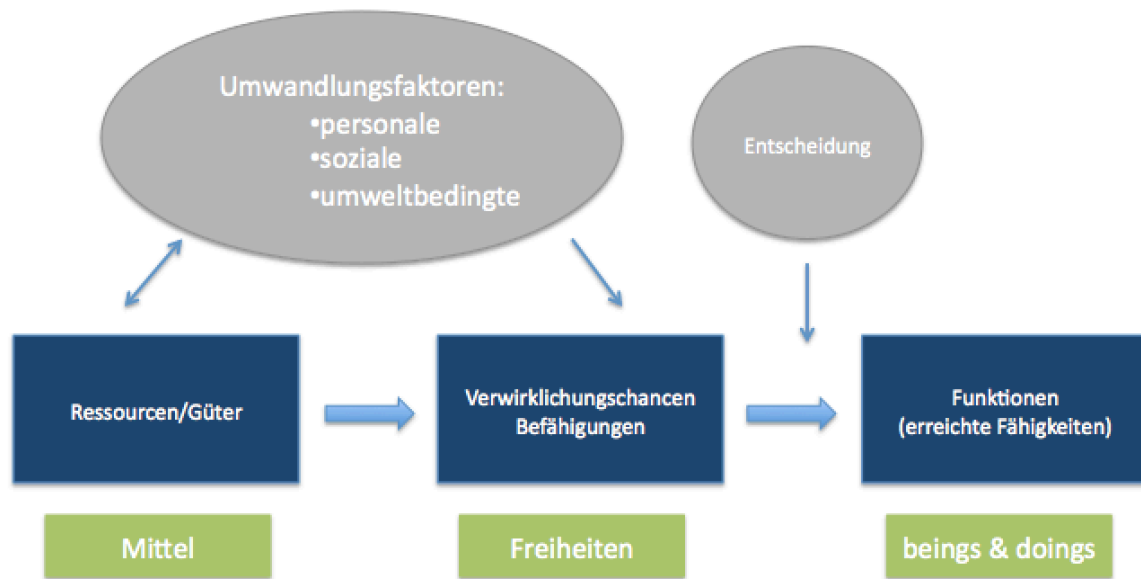 Umwandlungsfaktoren:
•personale
•soziale
•umweltbedingte
Entscheidung
Ressourcen/Güter
Verwirklichungschancen
Befähigungen
Funktionen
(erreichte Fähigkeiten)
Mittel
Freiheiten
beings & doings